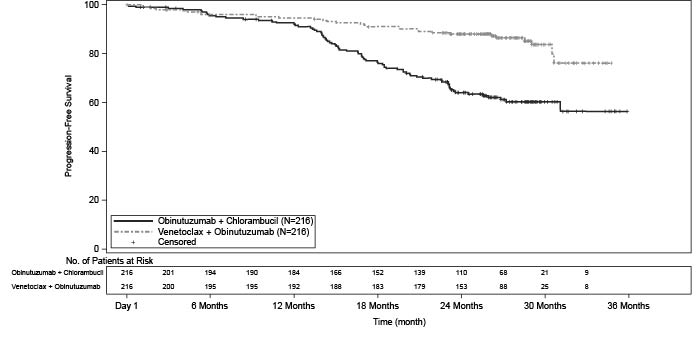 100
80
60
40
20
0
Progression-Free Survival
Obinutuzumab + Chlorambucil (N=216)
Venetoclax + Obinutuzumab (N=216)
+ Censored
No. of Patients at Risk
Obinutuzumab + Chlorambucil 216 201 194 190 184 166 152 139 110 68 21 9
Venetoclax + Obinutuzumab 216 200 195 195 192 188 183 179 153 88 25 8
Day 1 6 Months 12 Months 18 Months 24 Months 30 Months 36 Months
Time (month)